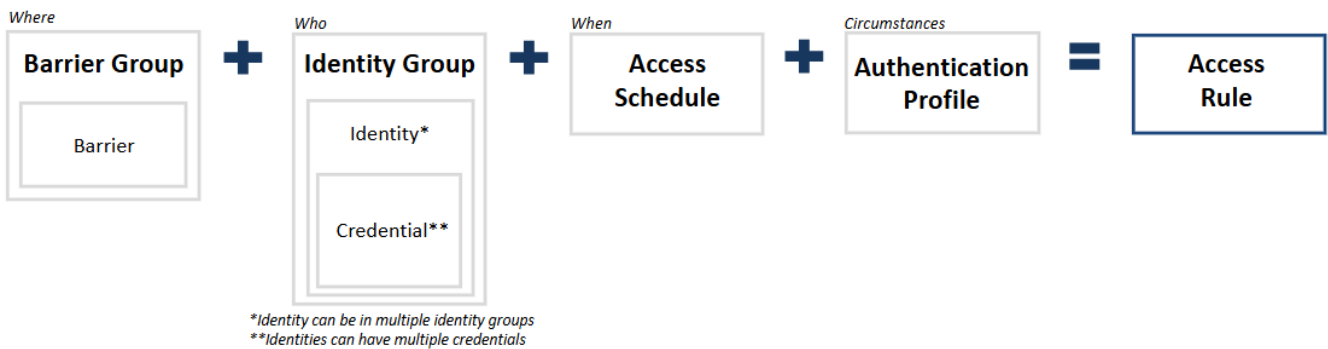 Where
Barrier Group
Barrier
+
Who
Identity Group
Identity*
Credential**
*Identity can be in multiple identity groups
**Identities can have multiple credentials
+
When
Access
Schedule
+
Circumstances
Authentication
Profile
=
Access
Rule